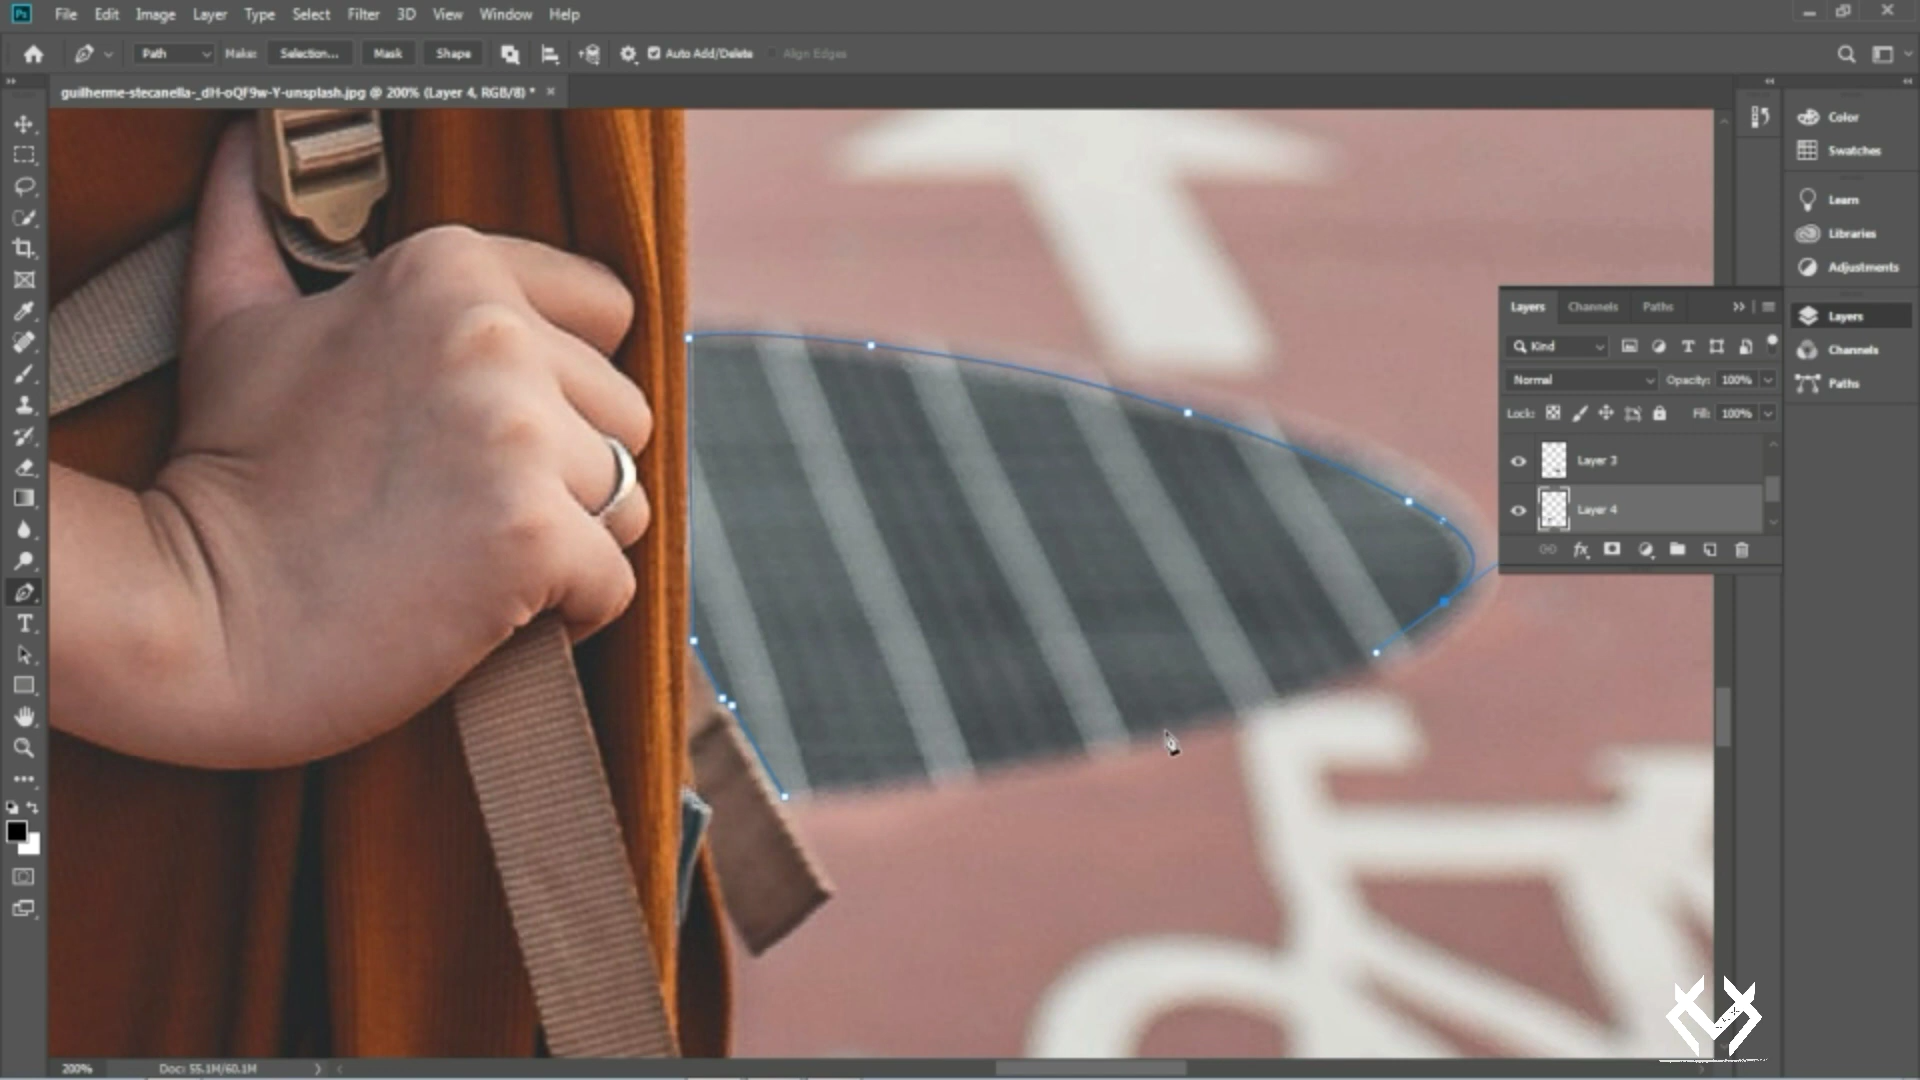 Ps File Edit Image Layer Type Select Filter 3D View Window Help
Path Make: Selection... Mask Shape Auto Add/Delete Align Edges
guilherme-stecanella-_dH-oQF9w-Y-unsplash.jpg @ 200% (Layer 4, RGB/8) *
Color
Swatches
Learn
Libraries
Adjustments
Layers
Channels
Paths
Layers Channels Paths
Kind
Normal Opacity: 100%
Lock: Fill: 100%
Layer 3
Layer 4
fx
200% Doc: 55.1M/60.1M